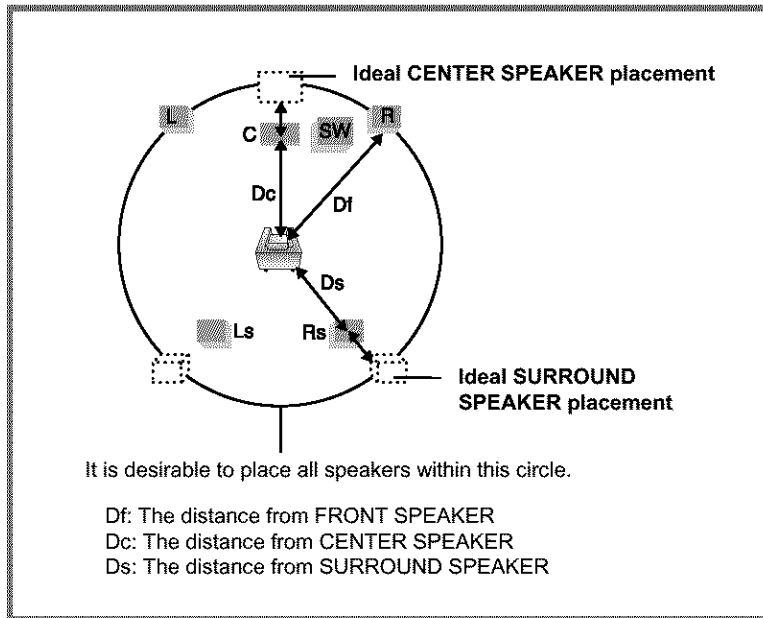 Ideal CENTER SPEAKER placement
L
C
SW
R
Dc
Df
Ds
Ls
Rs
Ideal SURROUND
SPEAKER placement
It is desirable to place all speakers within this circle.
Df: The distance from FRONT SPEAKER
Dc: The distance from CENTER SPEAKER
Ds: The distance from SURROUND SPEAKER